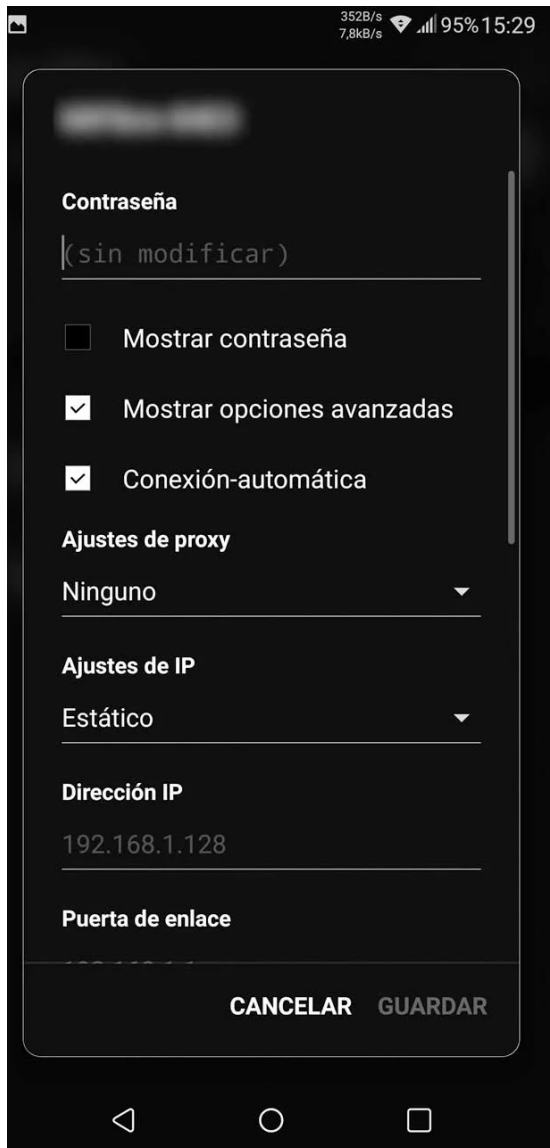 352B/s
7,8kB/s
95% 15:29
Contraseña
(sin modificar)
Mostrar contraseña
Mostrar opciones avanzadas
Conexión-automática
Ajustes de proxy
Ninguno
Ajustes de IP
Estático
Dirección IP
192.168.1.128
Puerta de enlace
CANCELAR GUARDAR